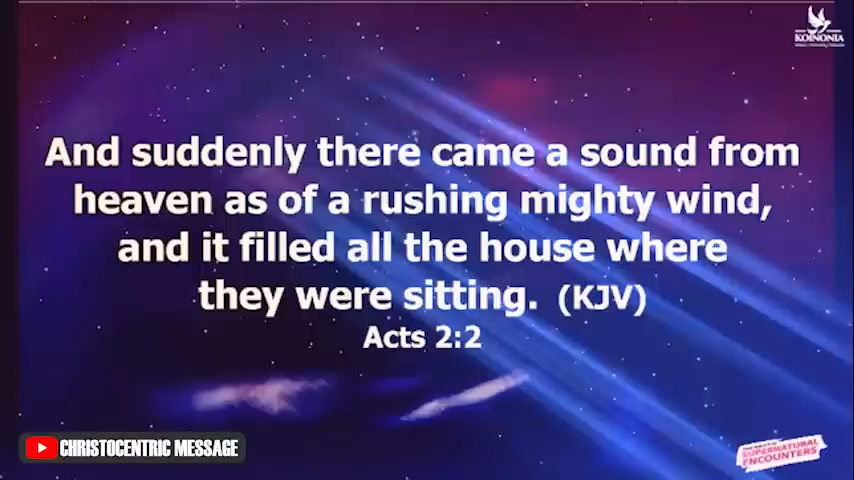 KOINONIA
And suddenly there came a sound from
heaven as of a rushing mighty wind,
and it filled all the house where
they were sitting. (KJV)
Acts 2:2
CHRISTOCENTRIC MESSAGE
SUPERNATURAL
ENCOUNTERS